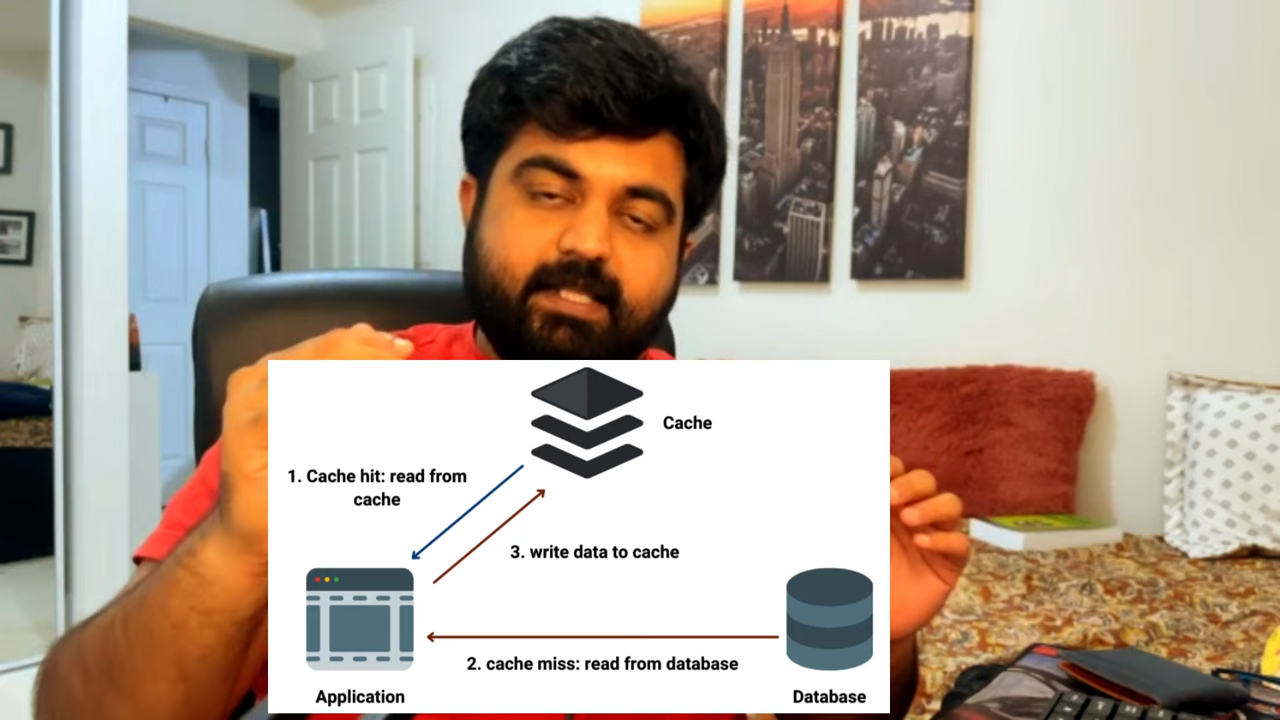 Cache
1. Cache hit: read from
cache
3. write data to cache
2. cache miss: read from database
Application
Database